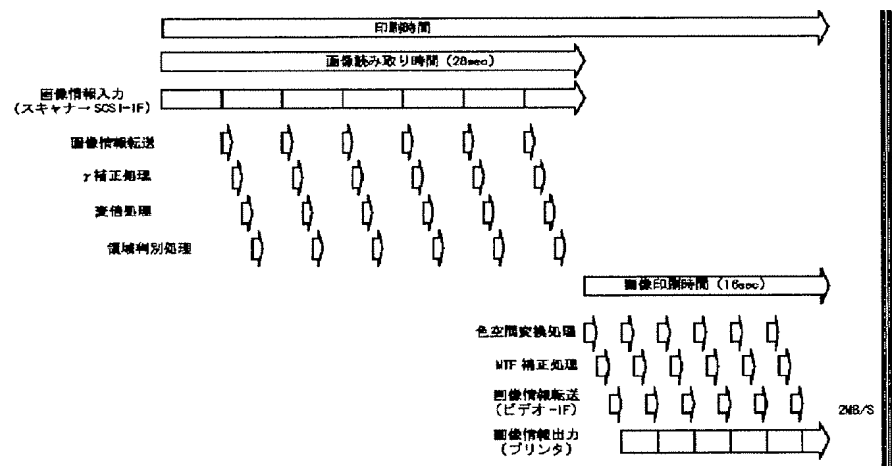 印刷時間
画像読み取り時間（28sec）
画像情報入力
（スキャナ→SCSI-IF）
画像情報転送
γ補正処理
変倍処理
領域判別処理
画像印刷時間（16sec）
色空間変換処理
MTF 補正処理
画像情報転送
（ビデオ-IF）
2MB/S
画像情報出力
（プリンタ）